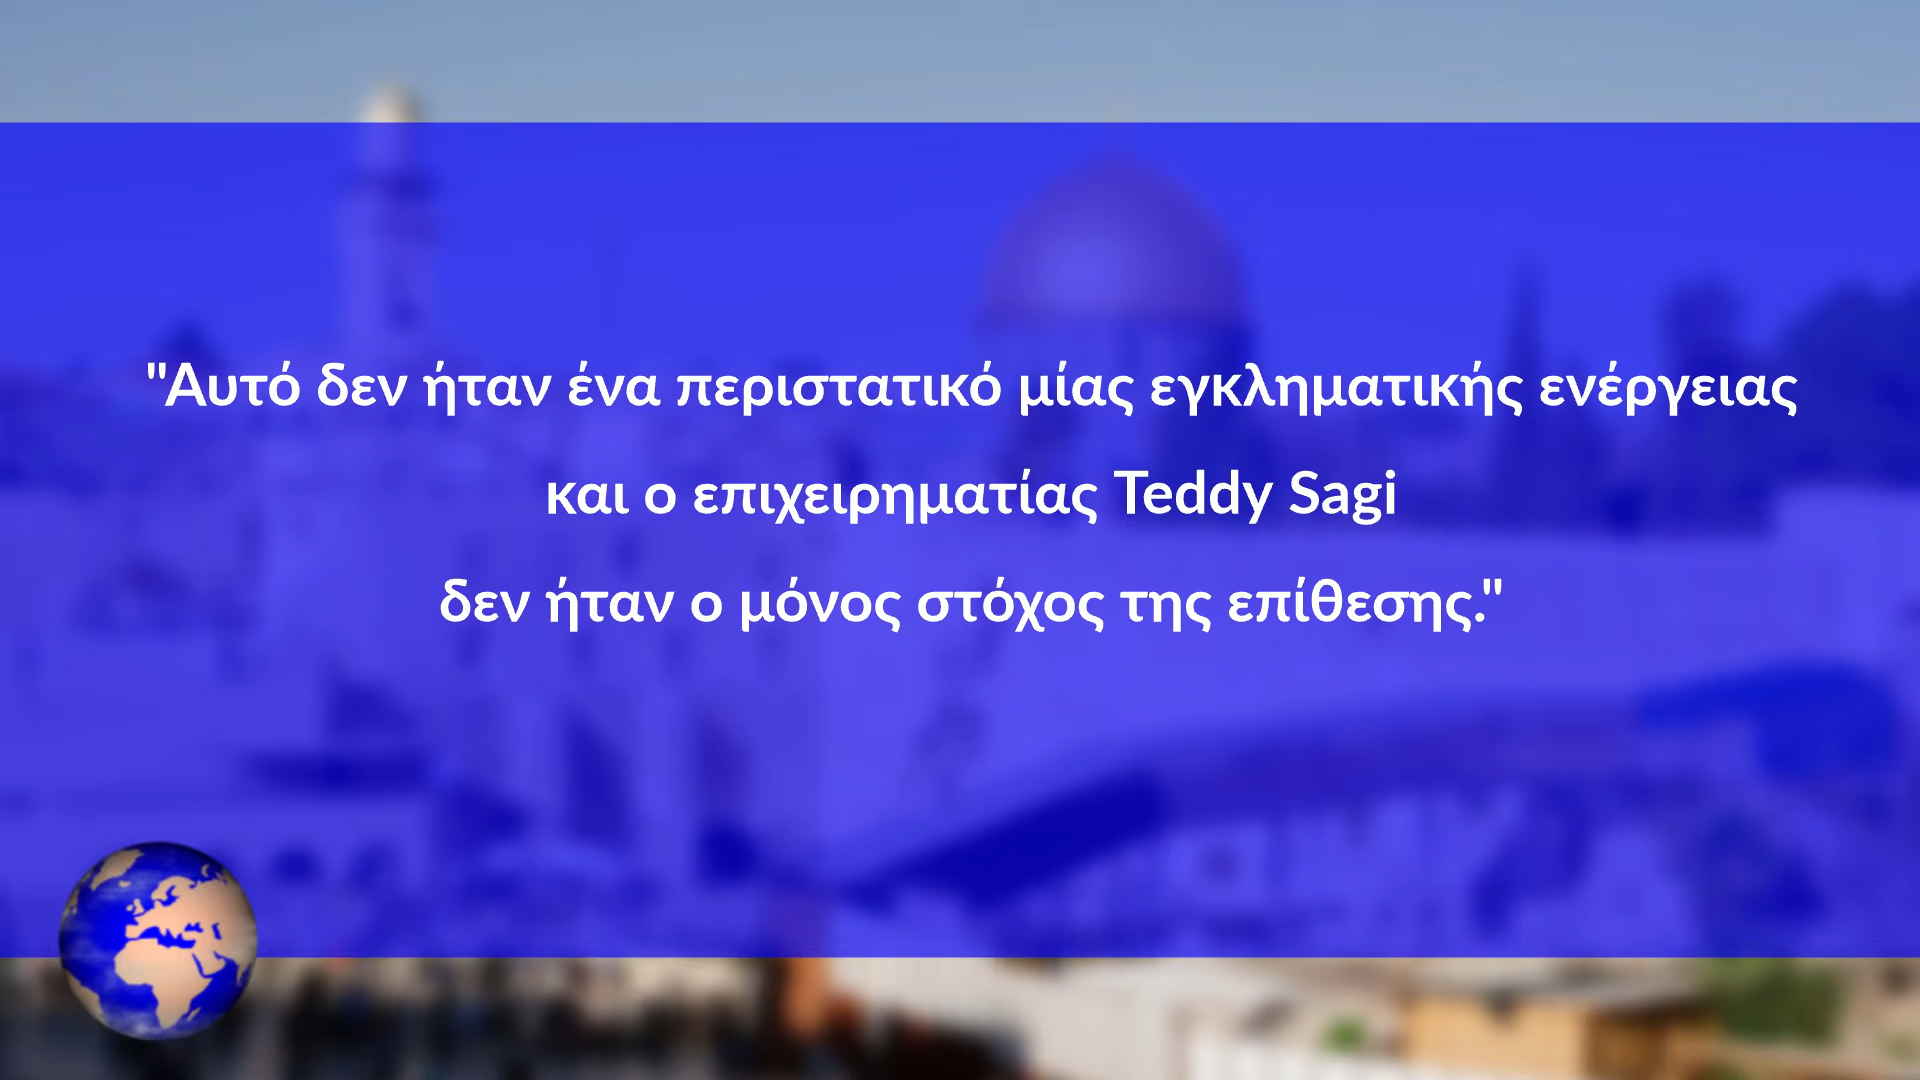 "Αυτό δεν ήταν ένα περιστατικό μίας εγκληματικής ενέργειας
και ο επιχειρηματίας Teddy Sagi
δεν ήταν ο μόνος στόχος της επίθεσης."